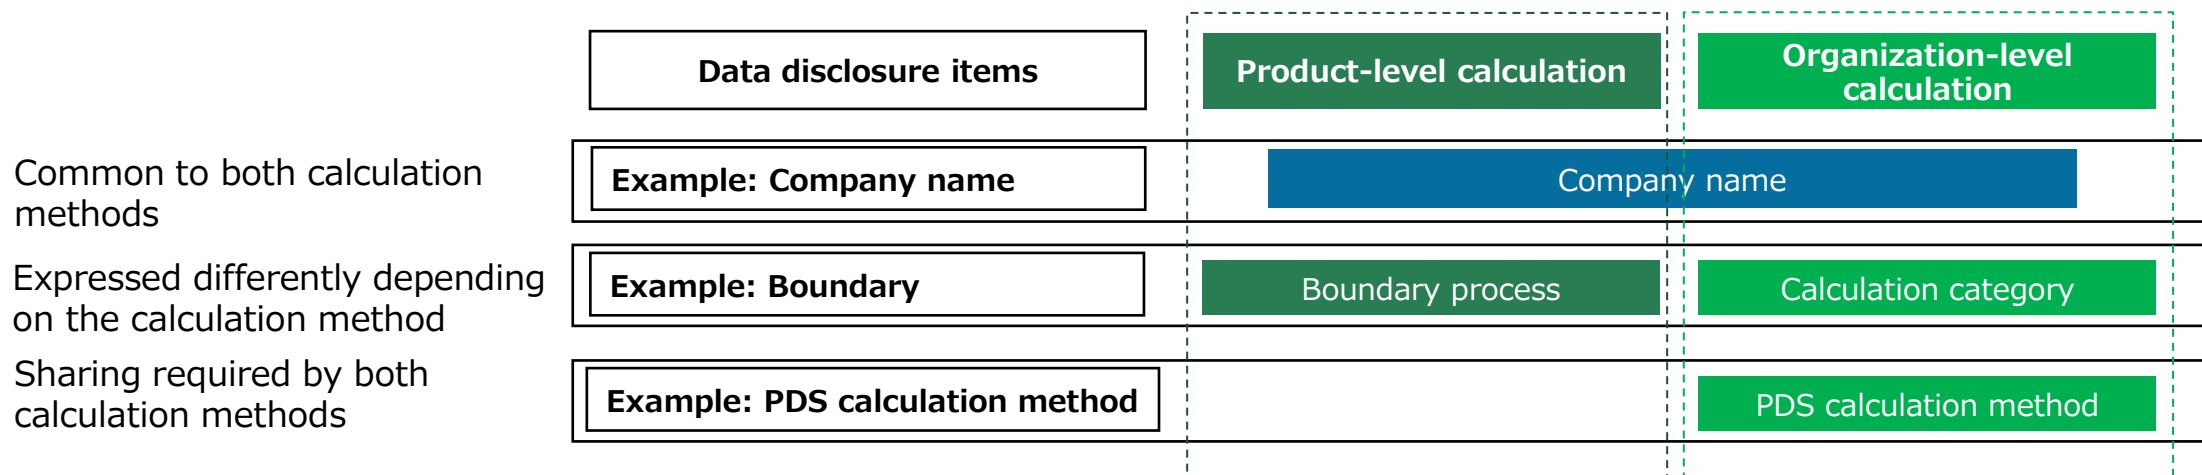 Data disclosure items
Product-level calculation
Organization-level
calculation
Common to both calculation
methods
Example: Company name
Company name
Expressed differently depending
on the calculation method
Example: Boundary
Boundary process
Calculation category
Sharing required by both
calculation methods
Example: PDS calculation method
PDS calculation method